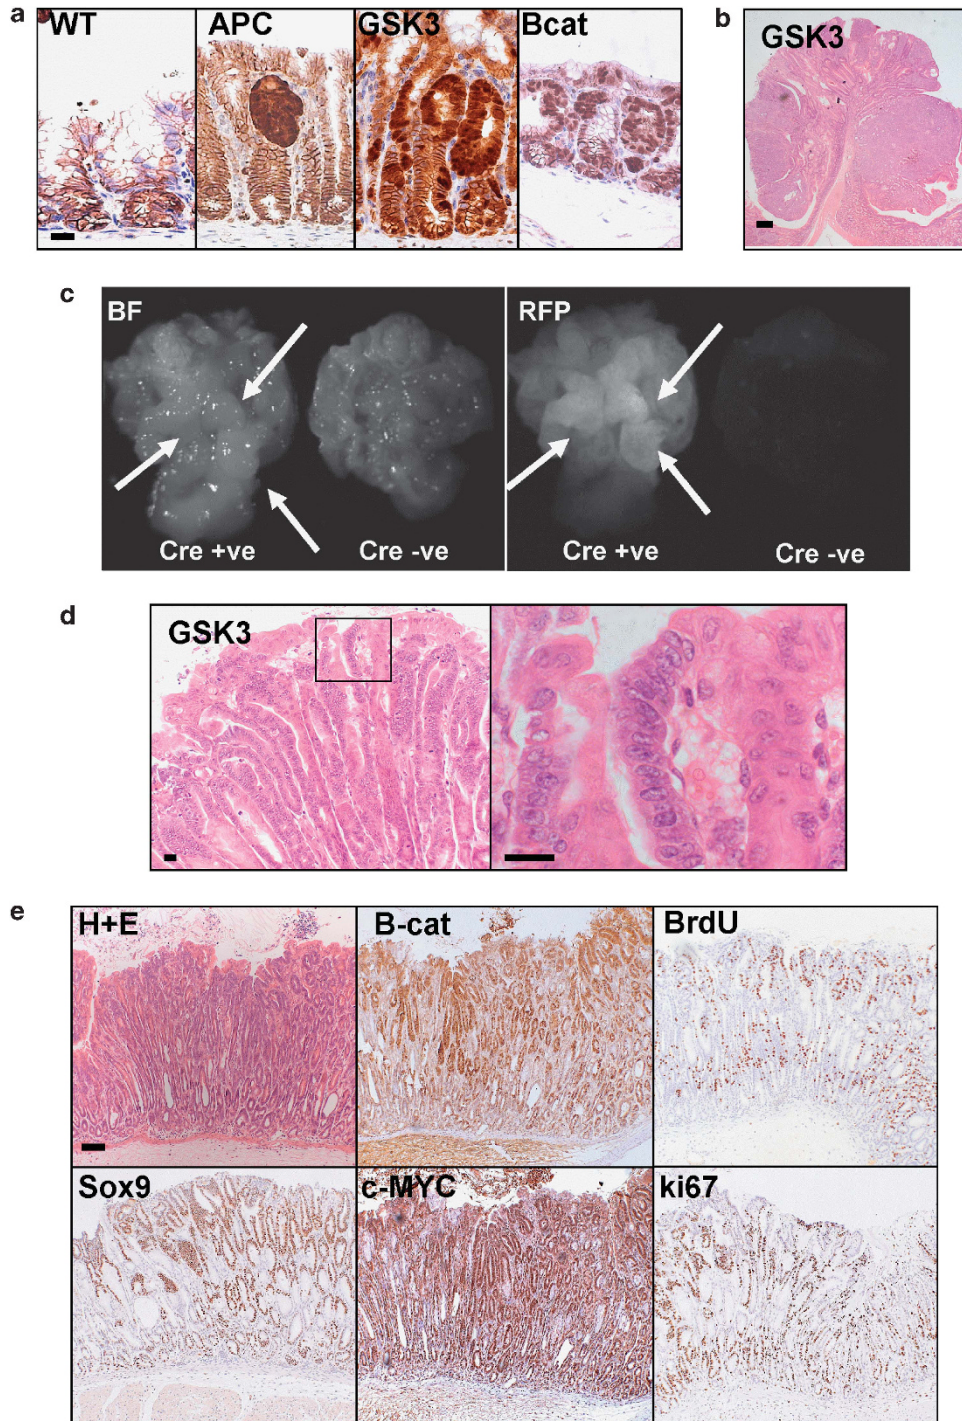 a
WT
APC
GSK3
Bcat
b
GSK3
c
BF
Cre +ve
Cre -ve
RFP
Cre +ve
Cre -ve
d
GSK3
e
H+E
B-cat
BrdU
Sox9
c-MYC
ki67